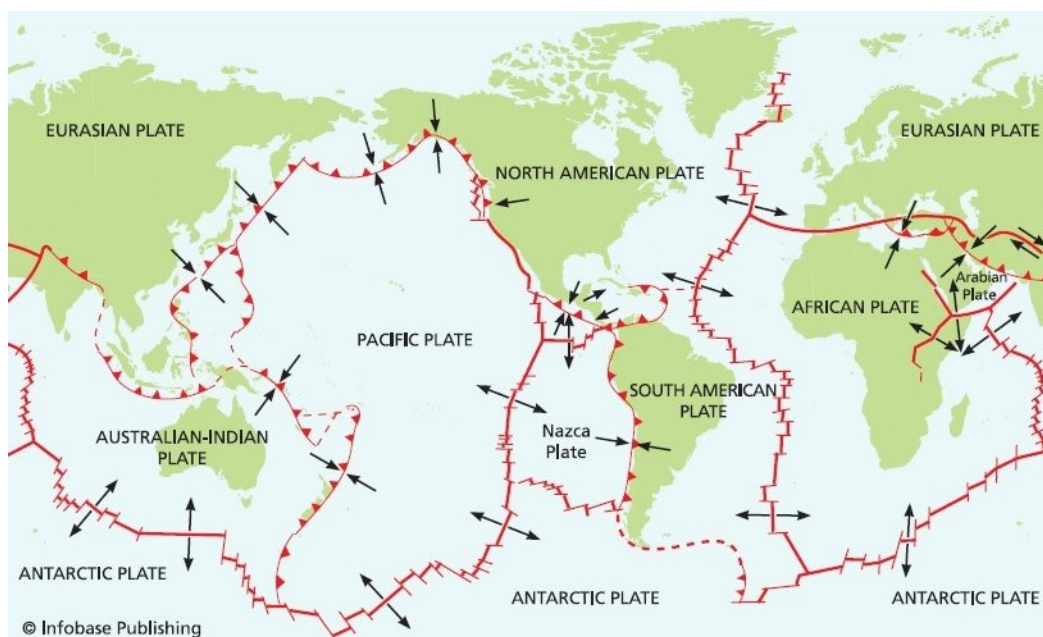 EURASIAN PLATE
EURASIAN PLATE
NORTH AMERICAN PLATE
Arabian
Plate
AFRICAN PLATE
PACIFIC PLATE
SOUTH AMERICAN
PLATE
Nazca
Plate
AUSTRALIAN-INDIAN
PLATE
ANTARCTIC PLATE
ANTARCTIC PLATE
ANTARCTIC PLATE
© Infobase Publishing